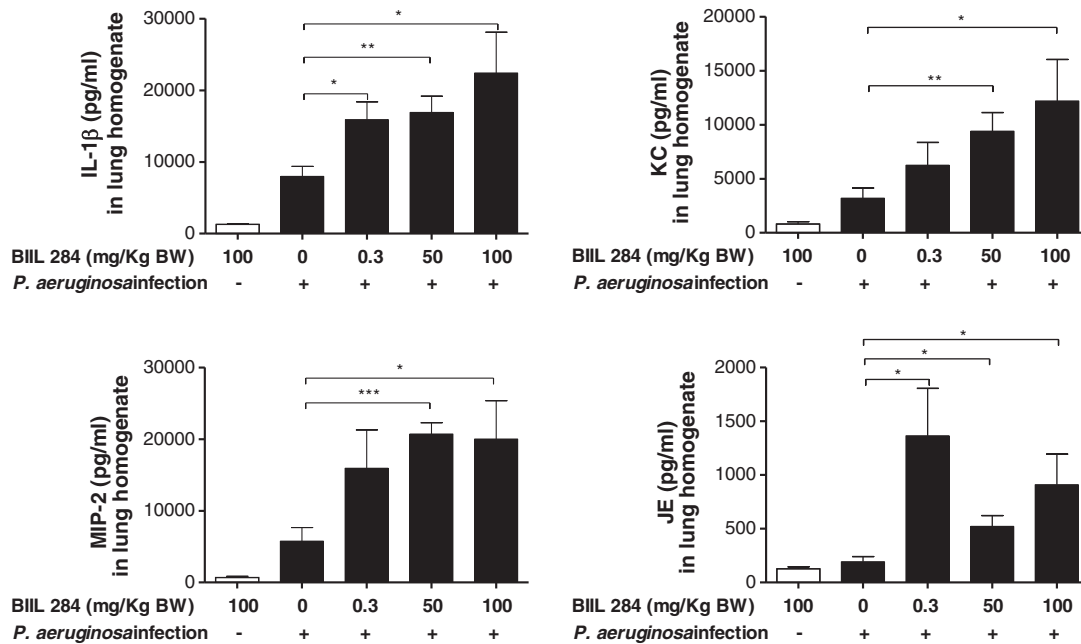 IL-1β (pg/ml)
in lung homogenate
30000
20000
10000
0
*
**
*
BIIL 284 (mg/Kg BW) 100 0 0.3 50 100
P. aeruginosainfection - + + + +
KC (pg/ml)
in lung homogenate
20000
15000
10000
5000
0
*
**
BIIL 284 (mg/Kg BW) 100 0 0.3 50 100
P. aeruginosainfection - + + + +
MIP-2 (pg/ml)
in lung homogenate
30000
20000
10000
0
*
***
BIIL 284 (mg/Kg BW) 100 0 0.3 50 100
P. aeruginosainfection - + + + +
JE (pg/ml)
in lung homogenate
2000
1500
1000
500
0
*
*
*
BIIL 284 (mg/Kg BW) 100 0 0.3 50 100
P. aeruginosainfection - + + + +